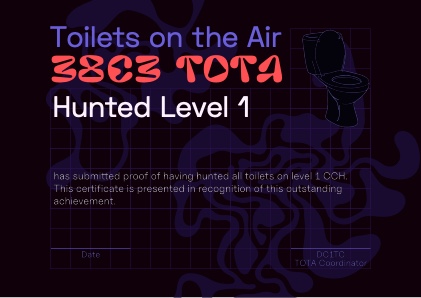 Toilets on the Air
38C3 TOTA
Hunted Level 1
has submitted proof of having hunted all toilets on level 1 CCH.
This certificate is presented in recognition of this outstanding
achievement.
Date
DC1TC
TOTA Coordinator